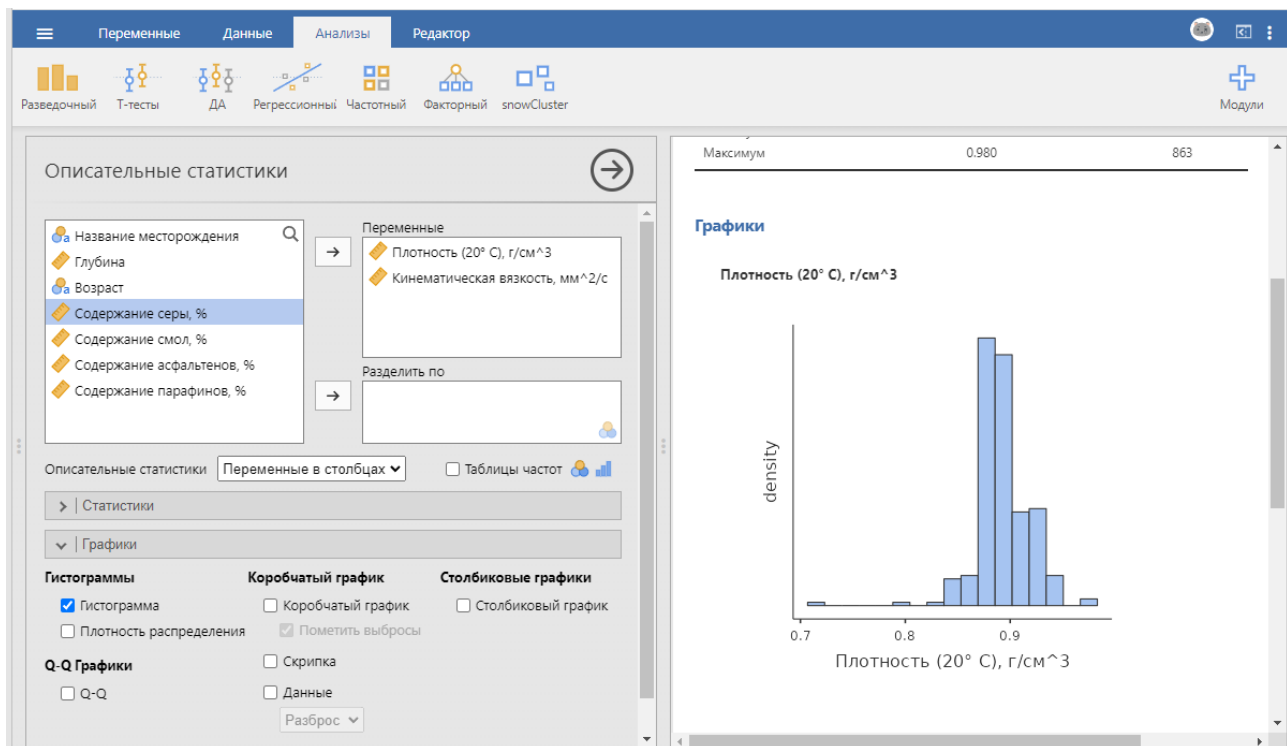 Переменные Данные Анализы Редактор
Разведочный Т-тесты ДА Регрессионны Частотный Факторный snowCluster Модули
Описательные статистики
Название месторождения
Глубина
Возраст
Содержание серы, %
Содержание смол, %
Содержание асфальтенов, %
Содержание парафинов, %
Переменные
Плотность (20° C), г/см^3
Кинематическая вязкость, мм^2/с
Разделить по
Описательные статистики Переменные в столбцах Таблицы частот
Статистики
Графики
Гистограммы
Гистограмма
Плотность распределения
Q-Q Графики
Q-Q
Коробчатый график
Коробчатый график
Пометить выбросы
Скрипка
Данные
Разброс
Столбиковые графики
Столбиковый график
Максимум 0.980 863
Графики
Плотность (20° C), г/см^3
density
0.7 0.8 0.9
Плотность (20° C), г/см^3